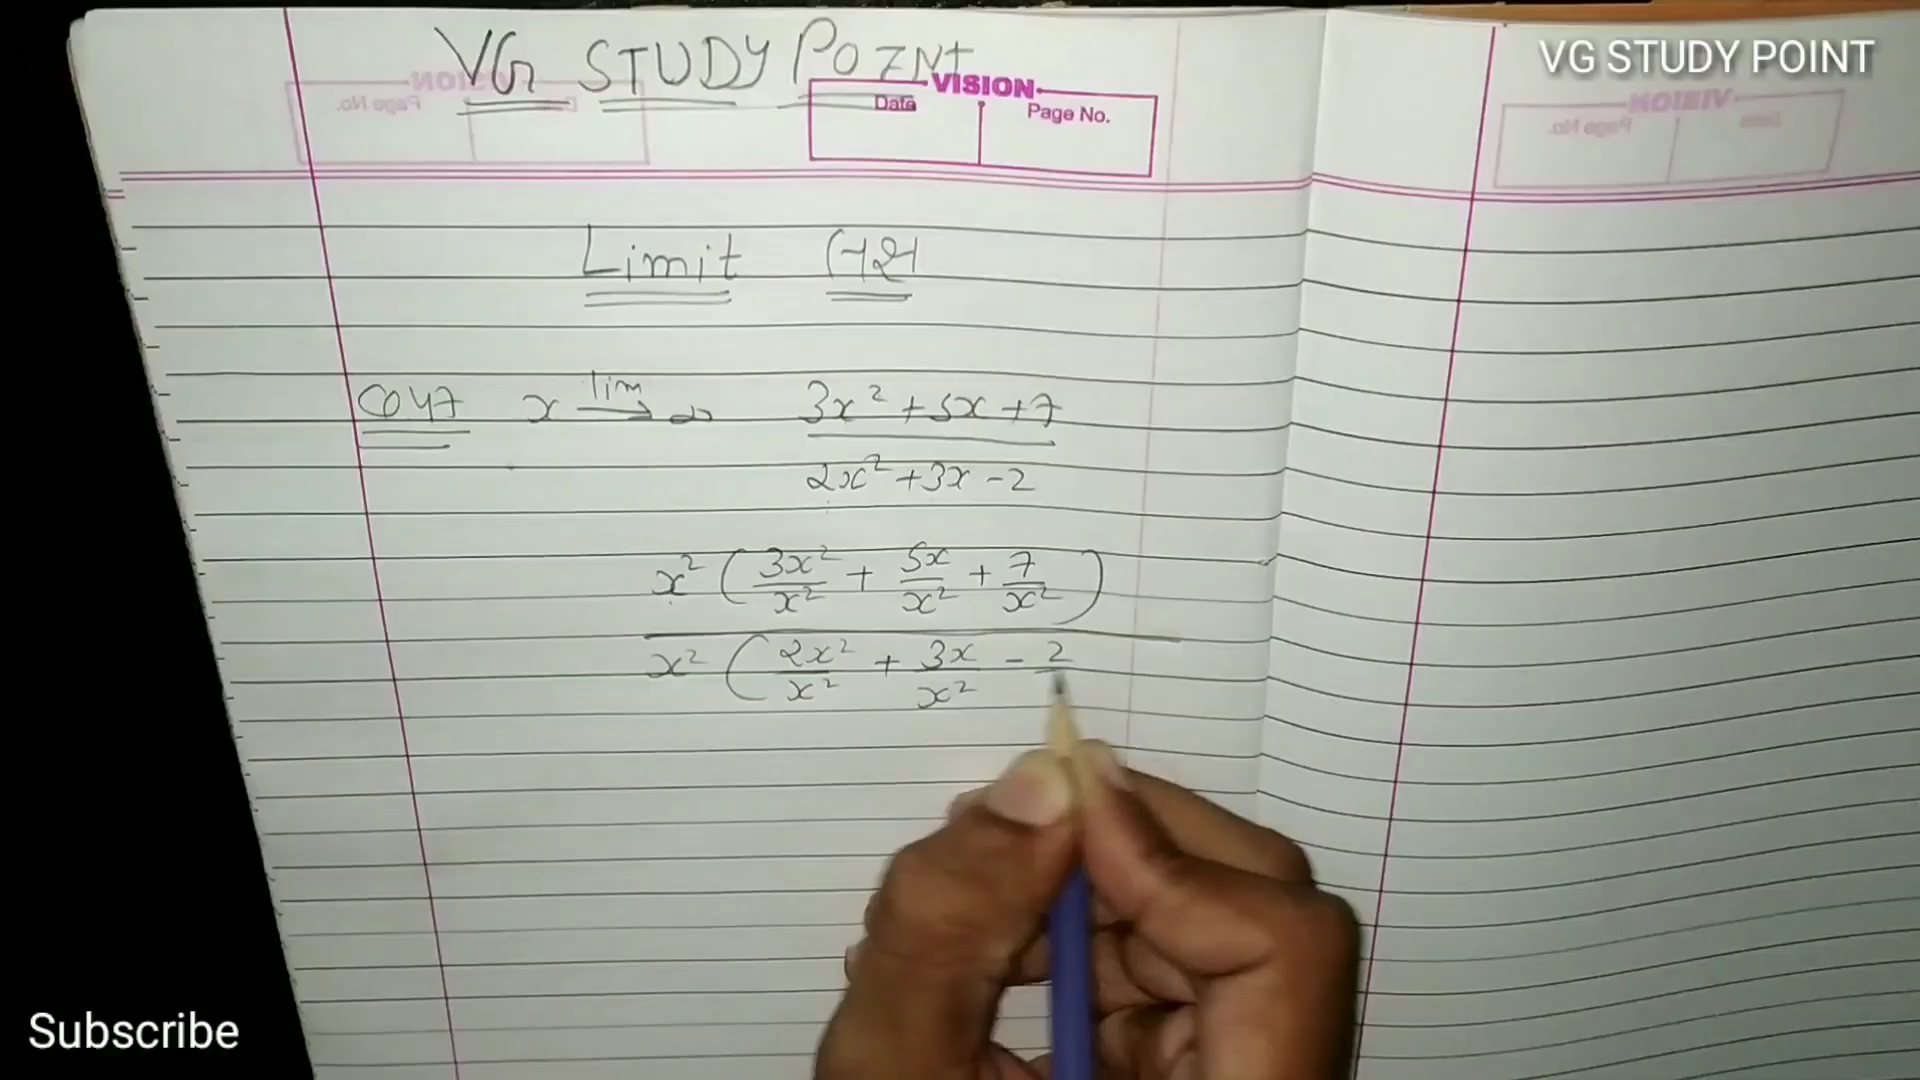 VG STUDY POINT
VG STUDY POINT
VISION
Date Page No.
Limit
x lim → ∞ 3x² + 5x + 7
2x² + 3x - 2
x² ( 3x²/x² + 5x/x² + 7/x² )
x² ( 2x²/x² + 3x/x² - 2
Subscribe